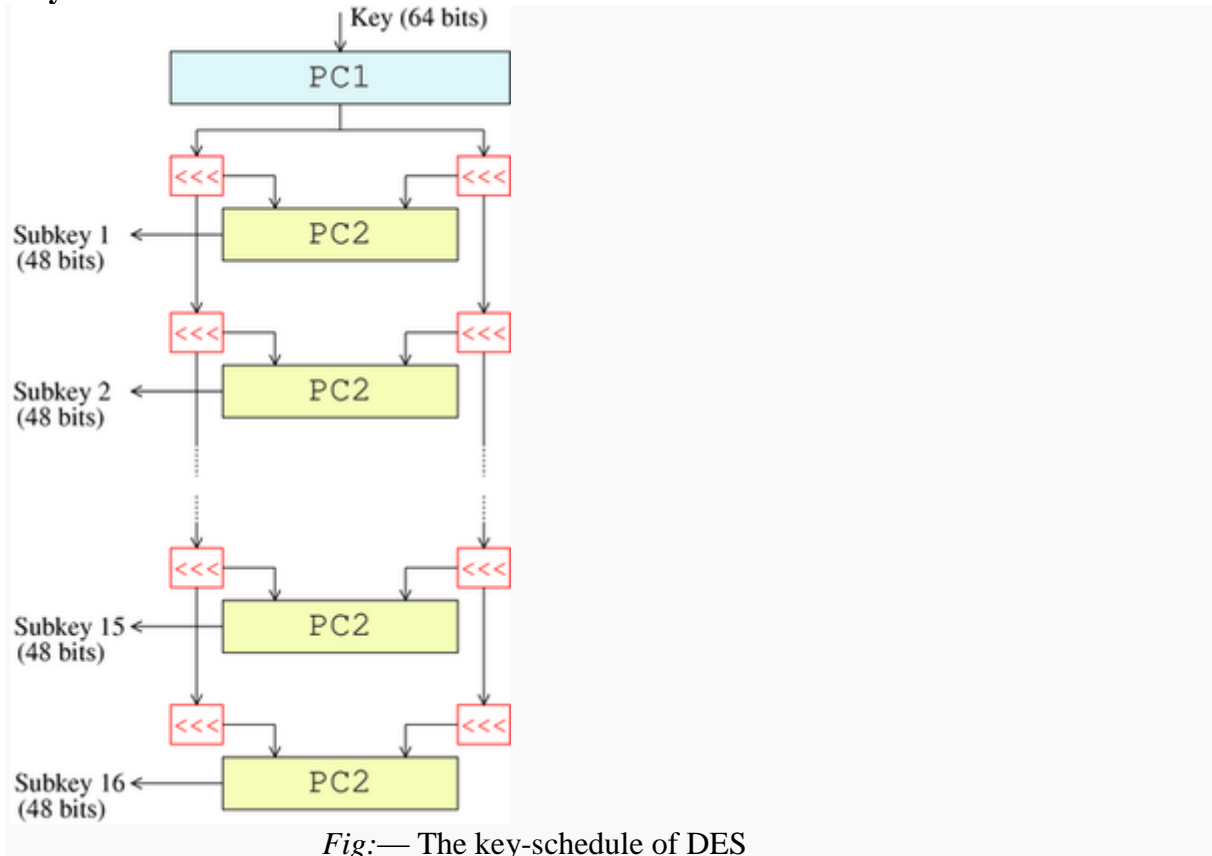 Key (64 bits)
PC1
<<< <<<
PC2
Subkey 1
(48 bits)
<<< <<<
PC2
Subkey 2
(48 bits)
<<< <<<
PC2
Subkey 15
(48 bits)
<<< <<<
PC2
Subkey 16
(48 bits)
Fig:— The key-schedule of DES